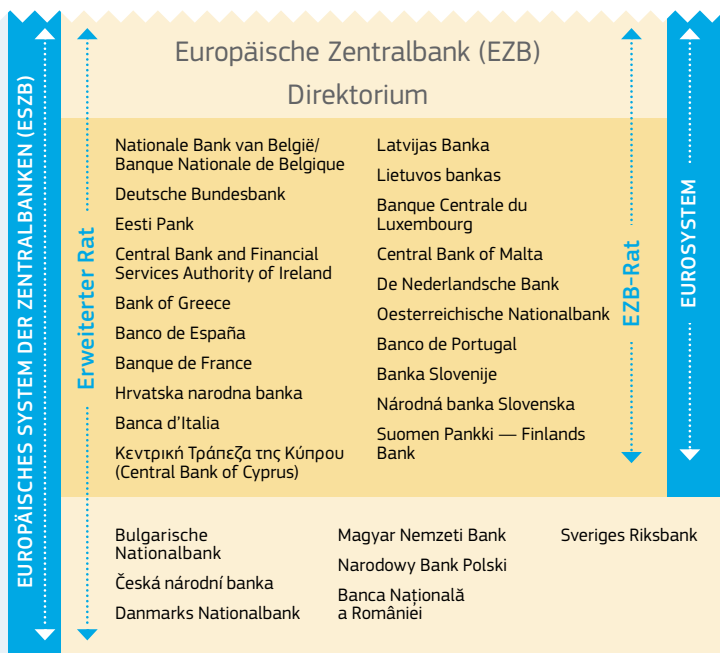 Europäische Zentralbank (EZB)
Direktorium
EUROPÄISCHES SYSTEM DER ZENTRALBANKEN (ESZB)
Erweiterter Rat
Nationale Bank van België/
Banque Nationale de Belgique
Deutsche Bundesbank
Eesti Pank
Central Bank and Financial
Services Authority of Ireland
Bank of Greece
Banco de España
Banque de France
Hrvatska narodna banka
Banca d’Italia
Κεντρική Τράπεζα της Κύπρου
(Central Bank of Cyprus)
Latvijas Banka
Lietuvos bankas
Banque Centrale du
Luxembourg
Central Bank of Malta
De Nederlandsche Bank
Oesterreichische Nationalbank
Banco de Portugal
Banka Slovenije
Národná banka Slovenska
Suomen Pankki — Finlands
Bank
EZB-Rat
EUROSYSTEM
Bulgarische
Nationalbank
Česká národní banka
Danmarks Nationalbank
Magyar Nemzeti Bank
Narodowy Bank Polski
Banca Naţională
a României
Sveriges Riksbank